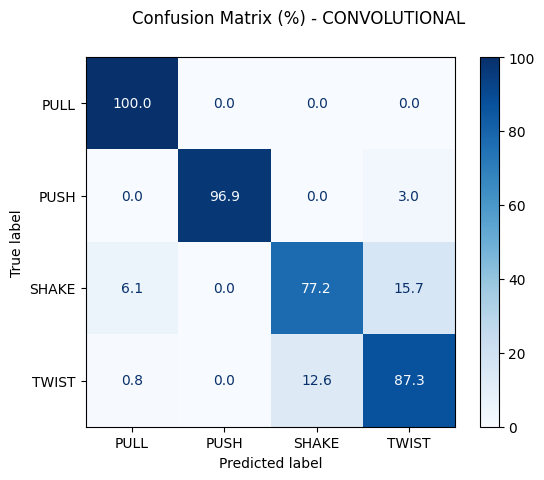 Confusion Matrix (%) - CONVOLUTIONAL
PULL 100.0 0.0 0.0 0.0
PUSH 0.0 96.9 0.0 3.0
SHAKE 6.1 0.0 77.2 15.7
TWIST 0.8 0.0 12.6 87.3
PULL PUSH SHAKE TWIST
Predicted label
True label
100
80
60
40
20
0